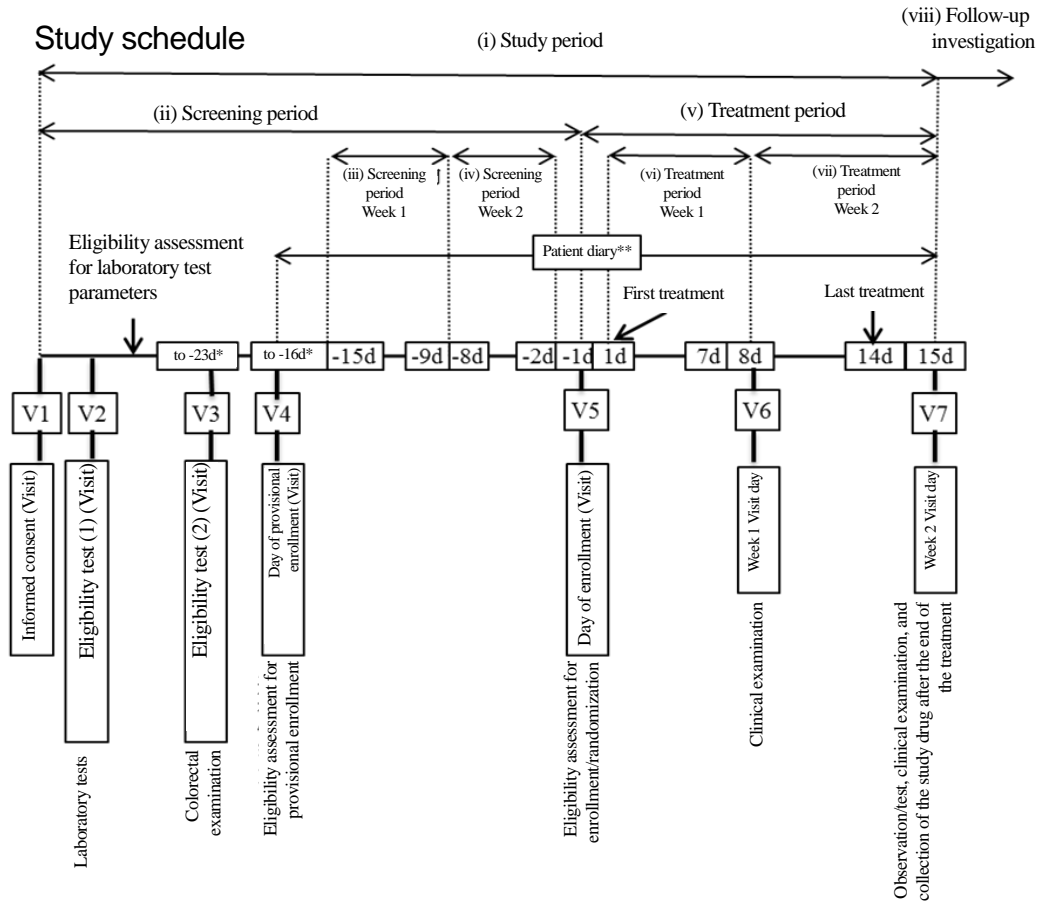 Study schedule
(i) Study period
(viii) Follow-up
investigation
(ii) Screening period
(v) Treatment period
(iii) Screening
period
Week 1
(iv) Screening
period
Week 2
(vi) Treatment
period
Week 1
(vii) Treatment
period
Week 2
Eligibility assessment
for laboratory test
parameters
Patient diary**
First treatment
Last treatment
to -23d*
to -16d*
-15d
-9d
-8d
-2d
-1d
1d
7d
8d
14d
15d
V1
V2
V3
V4
V5
V6
V7
Informed consent (Visit)
Eligibility test (1) (Visit)
Laboratory tests
Eligibility test (2) (Visit)
Colorectal
examination
Day of provisional
enrollment (Visit)
Eligibility assessment for
provisional enrollment
Day of enrollment (Visit)
Eligibility assessment for
enrollment/randomization
Week 1 Visit day
Clinical examination
Week 2 Visit day
Observation/test, clinical examination, and
collection of the study drug after the end of
the treatment